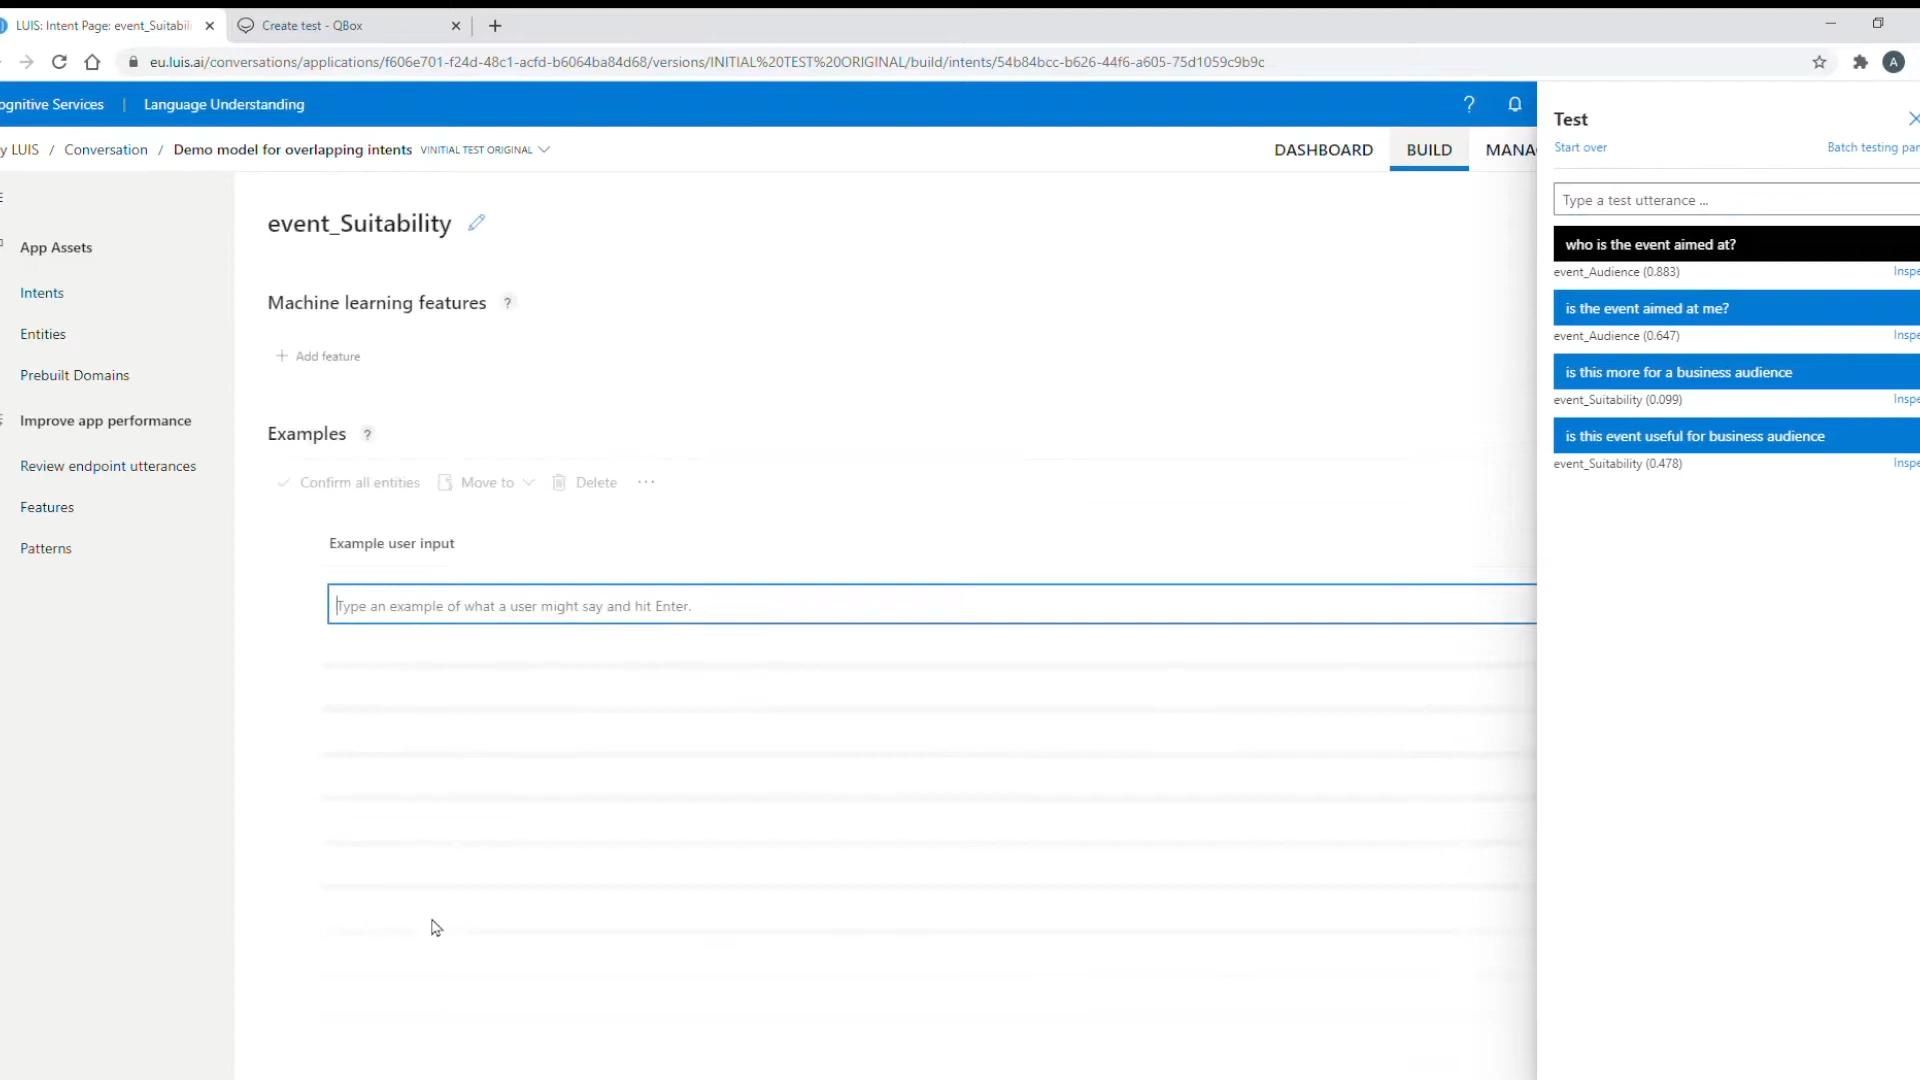 LUIS: Intent Page: event_Suitabili
Create test - QBox
eu.luis.ai/conversations/applications/f606e701-f24d-48c1-acfd-b6064ba84d68/versions/INITIAL%20TEST%20ORIGINAL/build/intents/54b84bcc-b626-44f6-a605-75d1059c9b9c
A
ognitive Services | Language Understanding
?
y LUIS / Conversation / Demo model for overlapping intents VINITIAL TEST ORIGINAL
DASHBOARD
BUILD
MANA
App Assets
Intents
Entities
Prebuilt Domains
Improve app performance
Review endpoint utterances
Features
Patterns
event_Suitability
Machine learning features ?
+ Add feature
Examples ?
Confirm all entities
Move to
Delete
...
Example user input
Type an example of what a user might say and hit Enter.
Test
Start over
Batch testing pan
Type a test utterance ...
who is the event aimed at?
event_Audience (0.883)
Inspe
is the event aimed at me?
event_Audience (0.647)
Inspe
is this more for a business audience
event_Suitability (0.099)
Inspe
is this event useful for business audience
event_Suitability (0.478)
Inspe